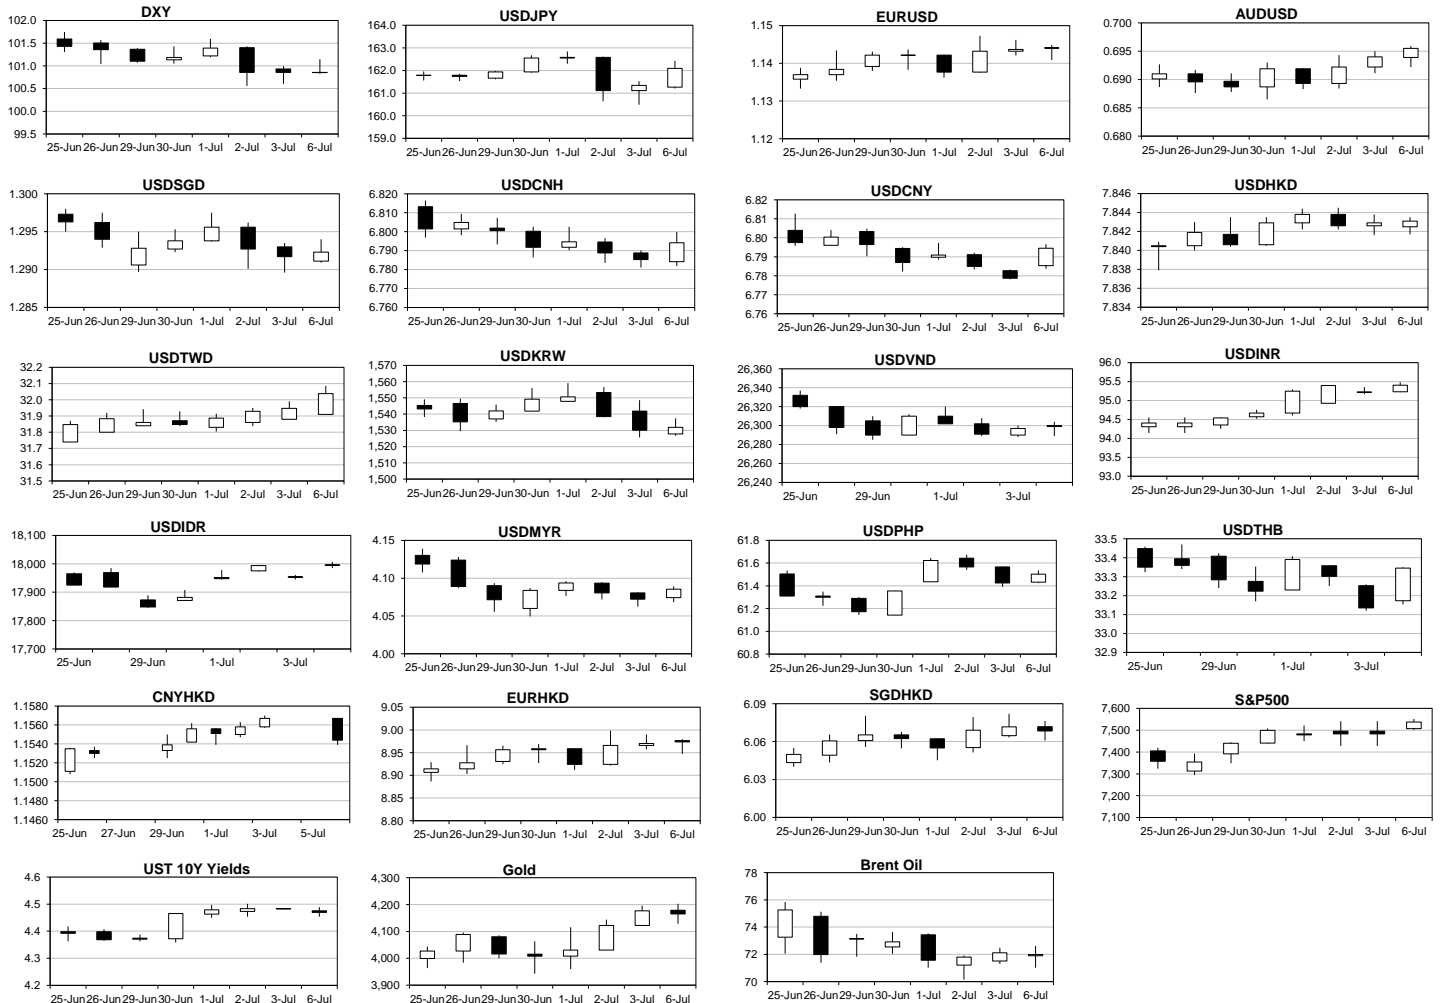 DXY
102.0
101.5
101.0
100.5
100.0
99.5
25-Jun 26-Jun 29-Jun 30-Jun 1-Jul 2-Jul 3-Jul 6-Jul
USDJPY
164.0
163.0
162.0
161.0
160.0
159.0
25-Jun 26-Jun 29-Jun 30-Jun 1-Jul 2-Jul 3-Jul 6-Jul
EURUSD
1.15
1.14
1.13
1.12
25-Jun 26-Jun 29-Jun 30-Jun 1-Jul 2-Jul 3-Jul 6-Jul
AUDUSD
0.700
0.695
0.690
0.685
0.680
25-Jun 26-Jun 29-Jun 30-Jun 1-Jul 2-Jul 3-Jul 6-Jul
USDSGD
1.300
1.295
1.290
1.285
25-Jun 26-Jun 29-Jun 30-Jun 1-Jul 2-Jul 3-Jul 6-Jul
USDCNH
6.820
6.810
6.800
6.790
6.780
6.770
6.760
25-Jun 26-Jun 29-Jun 30-Jun 1-Jul 2-Jul 3-Jul 6-Jul
USDCNY
6.82
6.81
6.80
6.79
6.78
6.77
6.76
25-Jun 26-Jun 29-Jun 30-Jun 1-Jul 2-Jul 3-Jul 6-Jul
USDHKD
7.846
7.844
7.842
7.840
7.838
7.836
7.834
25-Jun 26-Jun 29-Jun 30-Jun 1-Jul 2-Jul 3-Jul 6-Jul
USDTWD
32.2
32.1
32.0
31.9
31.8
31.7
31.6
31.5
25-Jun 26-Jun 29-Jun 30-Jun 1-Jul 2-Jul 3-Jul 6-Jul
USDKRW
1,570
1,560
1,550
1,540
1,530
1,520
1,510
1,500
25-Jun 26-Jun 29-Jun 30-Jun 1-Jul 2-Jul 3-Jul 6-Jul
USDVND
26,360
26,340
26,320
26,300
26,280
26,260
26,240
25-Jun 29-Jun 1-Jul 3-Jul
USDINR
96.0
95.5
95.0
94.5
94.0
93.5
93.0
25-Jun 26-Jun 29-Jun 30-Jun 1-Jul 2-Jul 3-Jul 6-Jul
USDIDR
18,100
18,000
17,900
17,800
17,700
25-Jun 29-Jun 1-Jul 3-Jul
USDMYR
4.15
4.10
4.05
4.00
25-Jun 26-Jun 29-Jun 30-Jun 1-Jul 2-Jul 3-Jul 6-Jul
USDPHP
61.8
61.6
61.4
61.2
61.0
60.8
25-Jun 26-Jun 29-Jun 30-Jun 1-Jul 2-Jul 3-Jul 6-Jul
USDTHB
33.5
33.4
33.3
33.2
33.1
33.0
32.9
25-Jun 29-Jun 1-Jul 3-Jul
CNYHKD
1.1580
1.1560
1.1540
1.1520
1.1500
1.1480
1.1460
25-Jun 27-Jun 29-Jun 1-Jul 3-Jul 5-Jul
EURHKD
9.05
9.00
8.95
8.90
8.85
8.80
25-Jun 26-Jun 29-Jun 30-Jun 1-Jul 2-Jul 3-Jul 6-Jul
SGDHKD
6.09
6.06
6.03
6.00
25-Jun 26-Jun 29-Jun 30-Jun 1-Jul 2-Jul 3-Jul 6-Jul
S&P500
7,600
7,500
7,400
7,300
7,200
7,100
25-Jun 26-Jun 29-Jun 30-Jun 1-Jul 2-Jul 3-Jul 6-Jul
UST 10Y Yields
4.6
4.5
4.4
4.3
4.2
25-Jun 26-Jun 29-Jun 30-Jun 1-Jul 2-Jul 3-Jul 6-Jul
Gold
4,300
4,200
4,100
4,000
3,900
25-Jun 26-Jun 29-Jun 30-Jun 1-Jul 2-Jul 3-Jul 6-Jul
Brent Oil
78
76
74
72
70
25-Jun 26-Jun 29-Jun 30-Jun 1-Jul 2-Jul 3-Jul 6-Jul